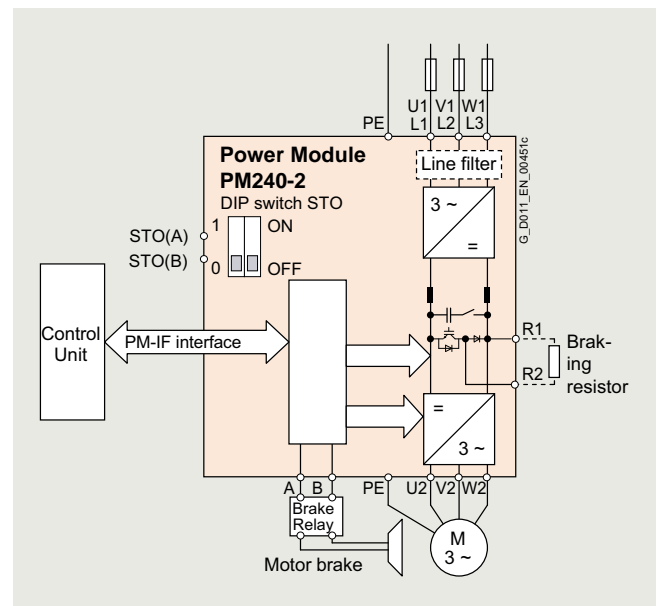 U1 V1 W1
PE L1 L2 L3
Power Module
PM240-2
DIP switch STO
Line filter
G_D011_EN_00451c
STO(A)
STO(B)
1 ON
0 OFF
3 ~
=
Control
Unit
PM-IF interface
R1
R2
Brak-
ing
resistor
=
3 ~
A B PE U2 V2 W2
Brake
Relay
Motor brake
M
3 ~